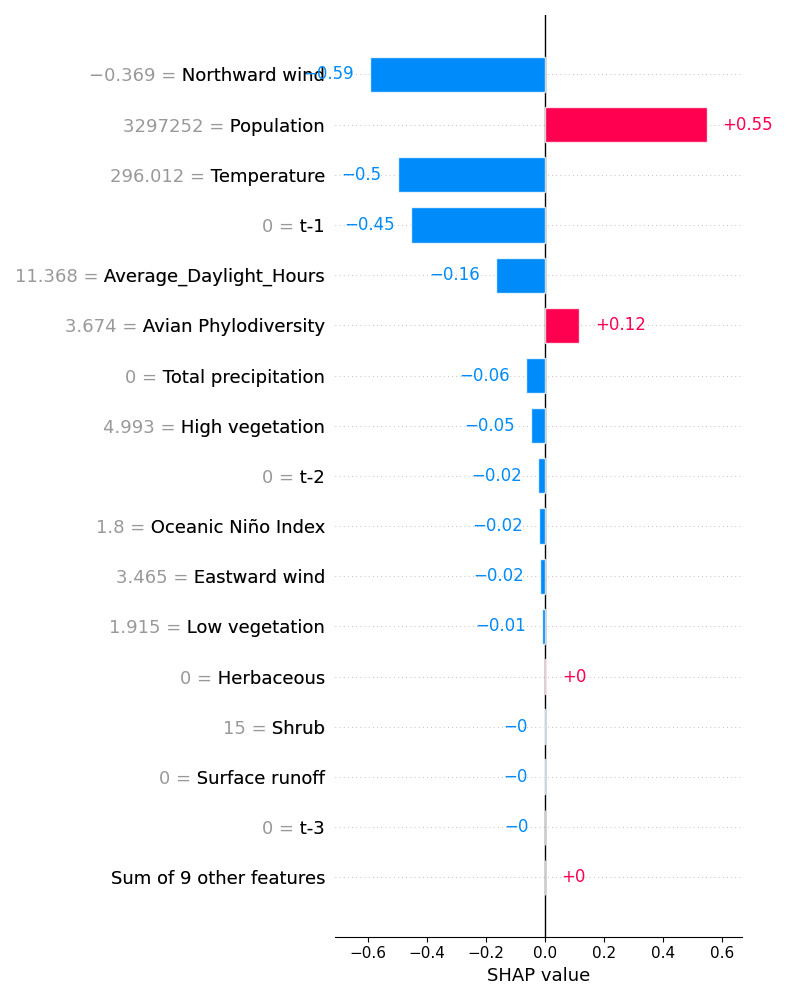 −0.369 = Northward wind −0.59
3297252 = Population +0.55
296.012 = Temperature −0.5
0 = t-1 −0.45
11.368 = Average_Daylight_Hours −0.16
3.674 = Avian Phylodiversity +0.12
0 = Total precipitation −0.06
4.993 = High vegetation −0.05
0 = t-2 −0.02
1.8 = Oceanic Niño Index −0.02
3.465 = Eastward wind −0.02
1.915 = Low vegetation −0.01
0 = Herbaceous +0
15 = Shrub −0
0 = Surface runoff −0
0 = t-3 −0
Sum of 9 other features +0
−0.6 −0.4 −0.2 0.0 0.2 0.4 0.6
SHAP value